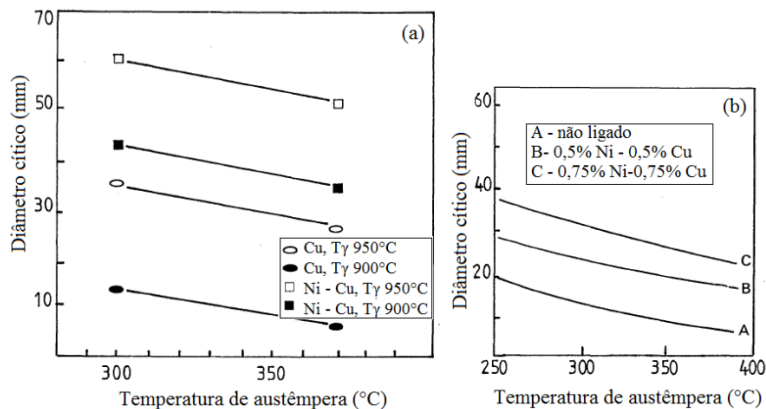 70
(a)
50
30
10
Diâmetro cítico (mm)
Cu, Tγ 950°C
Cu, Tγ 900°C
Ni - Cu, Tγ 950°C
Ni - Cu, Tγ 900°C
300
350
Temperatura de austêmpera (°C)
60
(b)
A - não ligado
B- 0,5% Ni - 0,5% Cu
C - 0,75% Ni-0,75% Cu
40
20
Diâmetro cítico (mm)
C
B
A
250
300
350
400
Temperatura de austêmpera (°C)